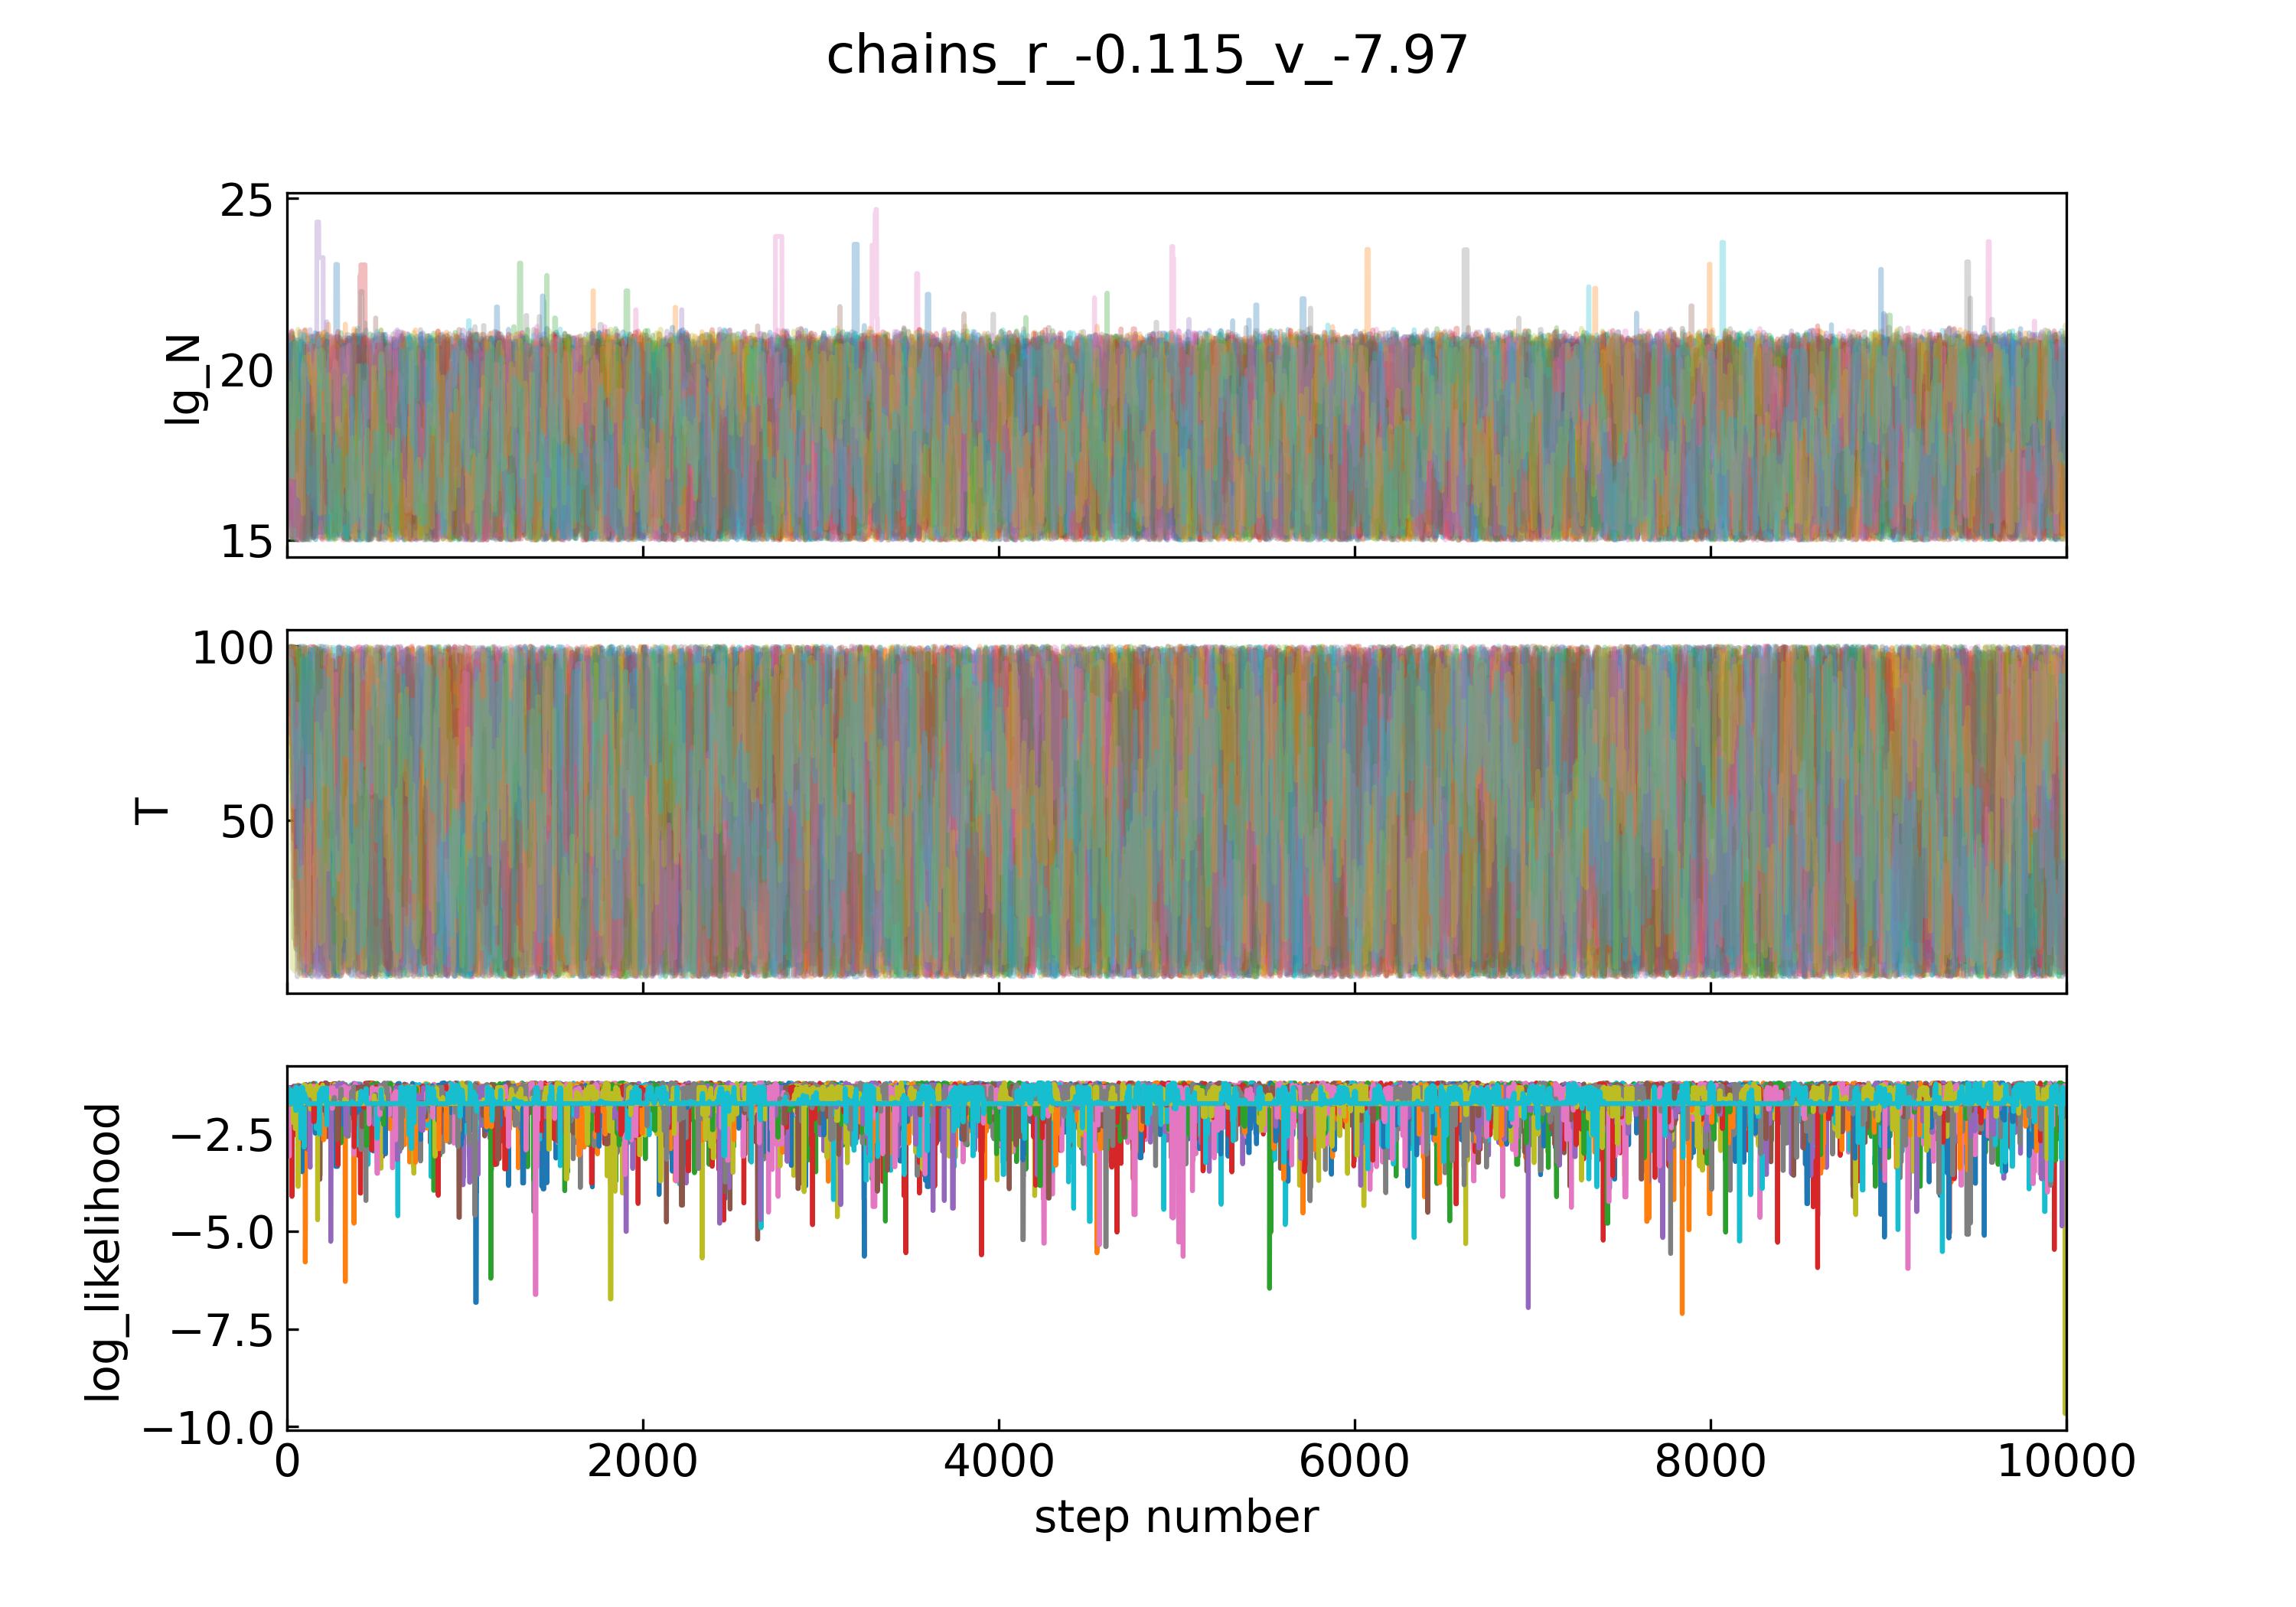 chains_r_-0.115_v_-7.97
25
20
15
lg_N
100
50
T
−2.5
−5.0
−7.5
−10.0
log_likelihood
0 2000 4000 6000 8000 10000
step number